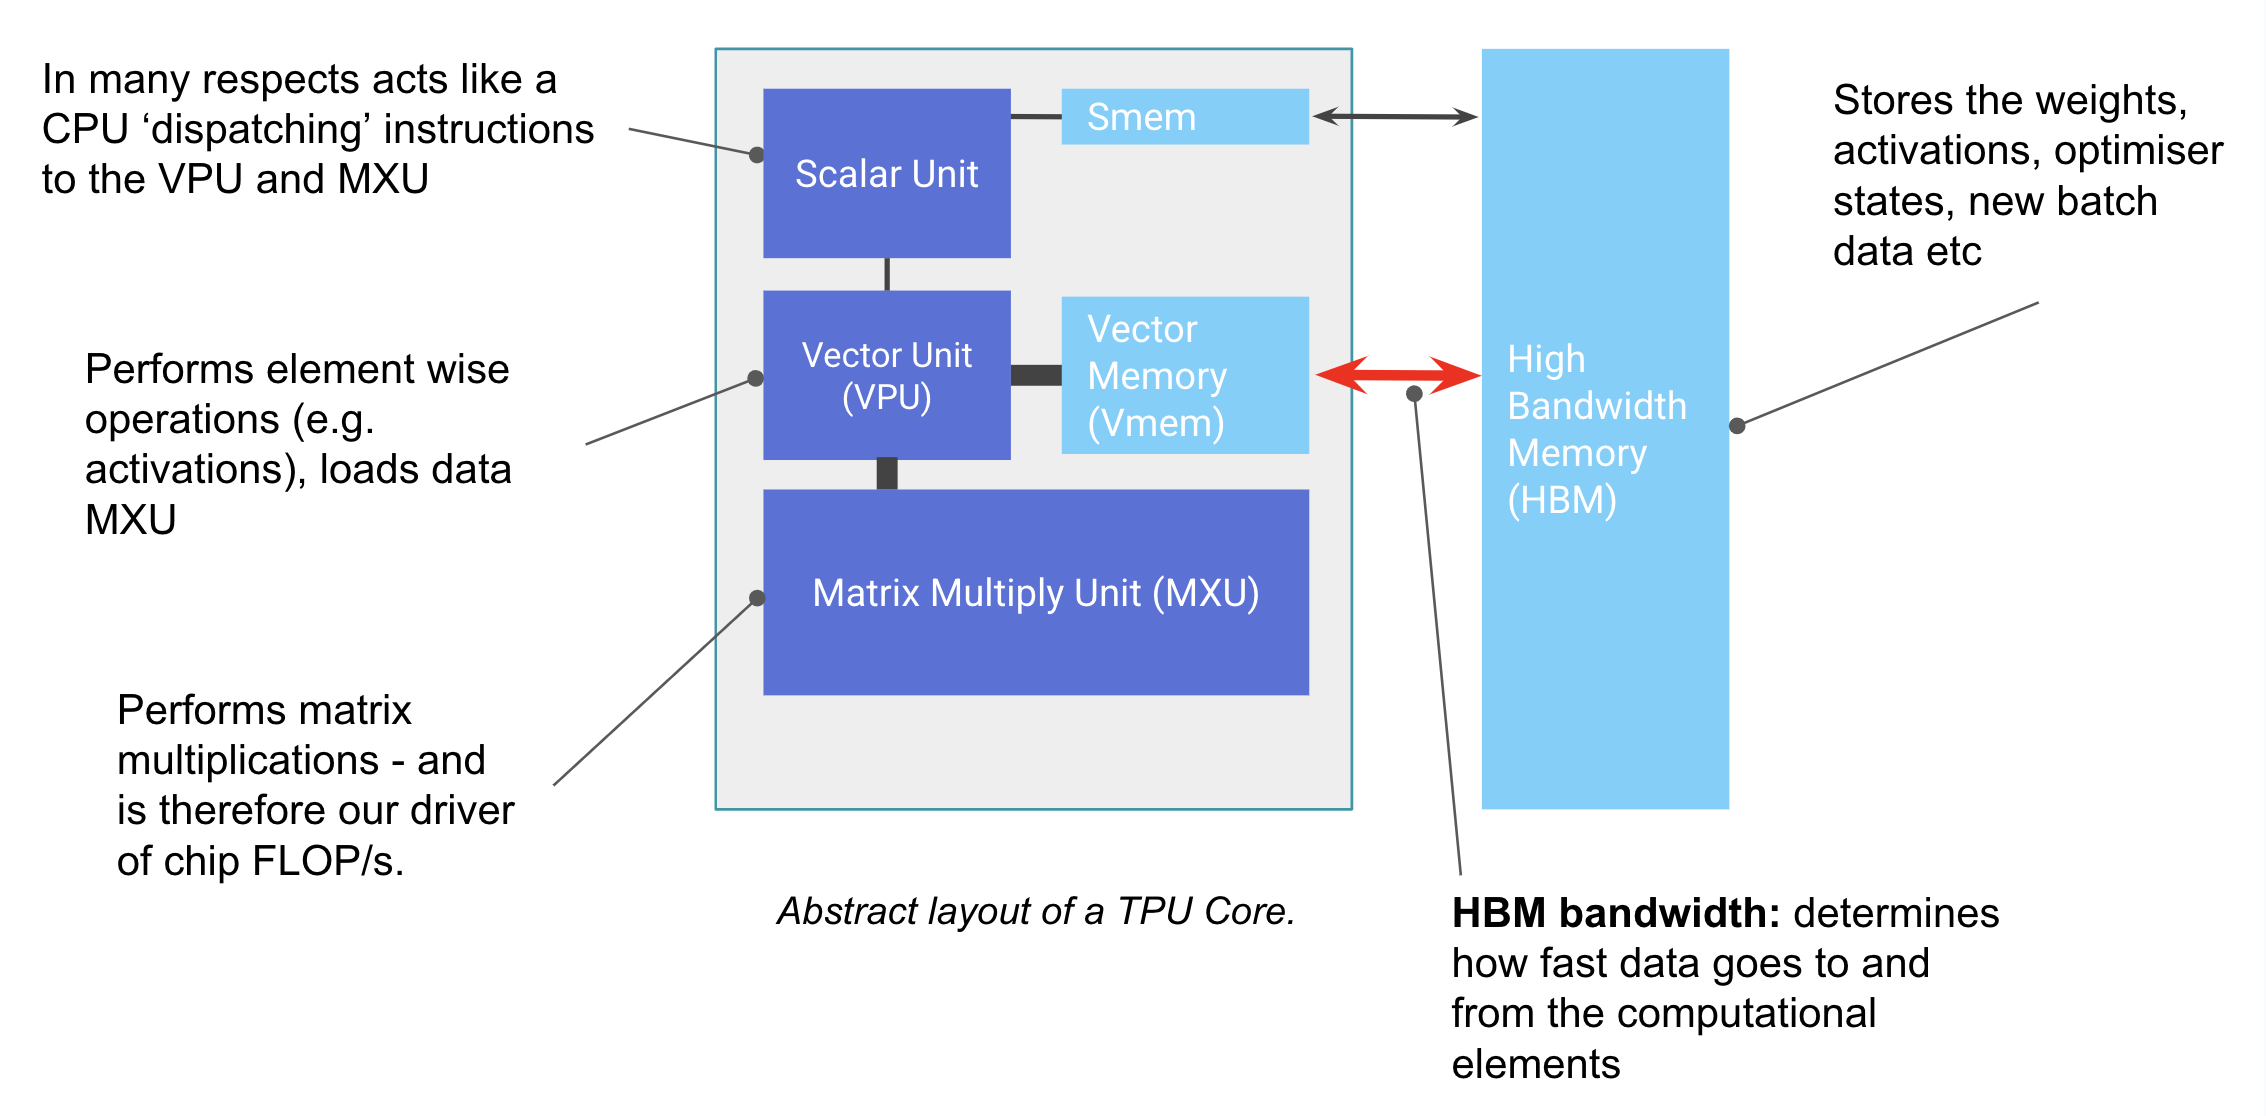 In many respects acts like a
CPU ‘dispatching’ instructions
to the VPU and MXU
Scalar Unit
Smem
Stores the weights,
activations, optimiser
states, new batch
data etc
Performs element wise
operations (e.g.
activations), loads data
MXU
Vector Unit
(VPU)
Vector
Memory
(Vmem)
High
Bandwidth
Memory
(HBM)
Matrix Multiply Unit (MXU)
Performs matrix
multiplications - and
is therefore our driver
of chip FLOP/s.
Abstract layout of a TPU Core.
HBM bandwidth: determines
how fast data goes to and
from the computational
elements